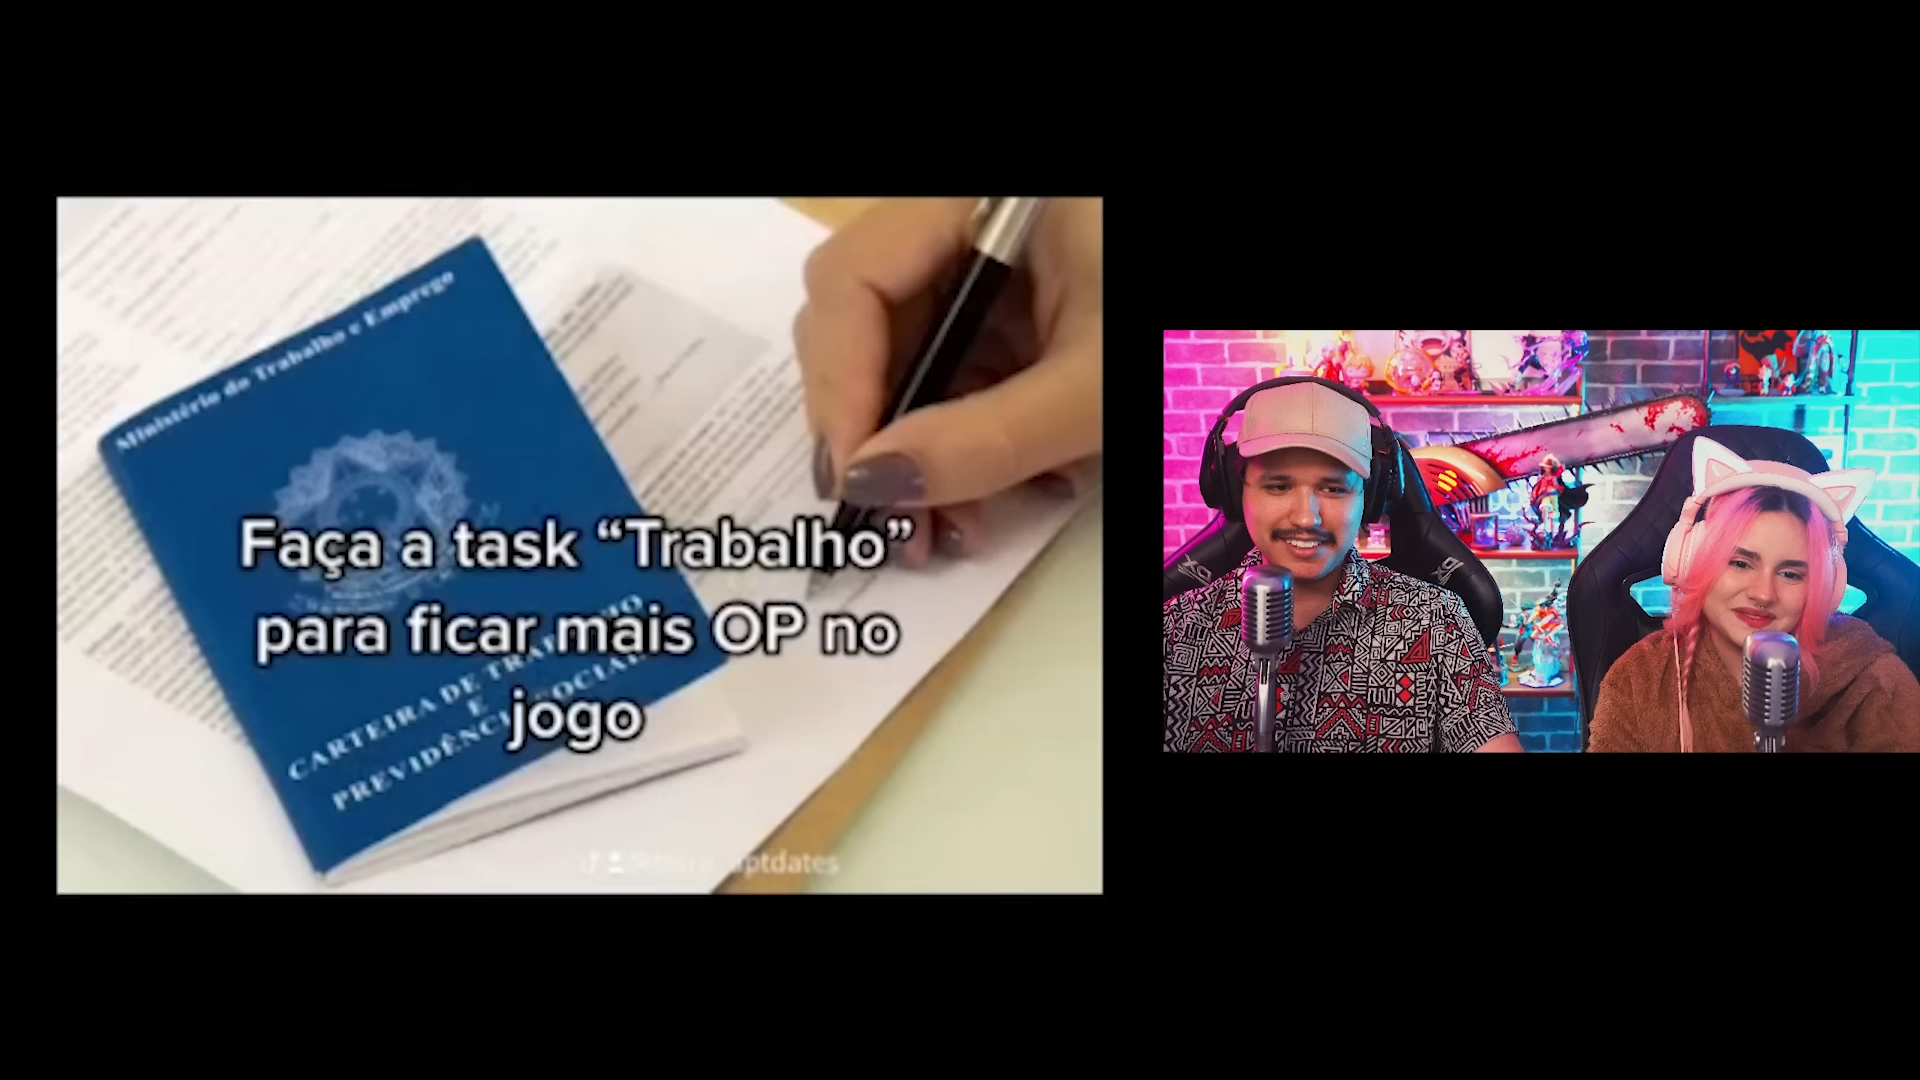 Ministério do Trabalho e Emprego
Faça a task “Trabalho”
para ficar mais OP no
jogo
CARTEIRA DE TRABALHO
E
PREVIDÊNCIA SOCIAL